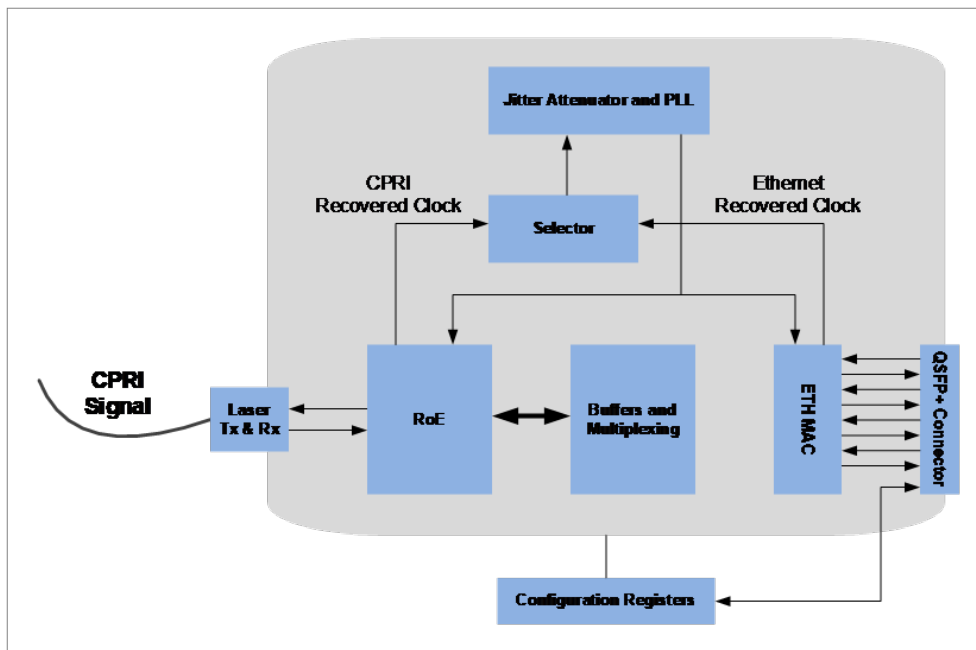 Jitter Attenuator and PLL
CPRI
Recovered Clock
Ethernet
Recovered Clock
Selector
CPRI
Signal
Laser
Tx & Rx
RoE
Buffers and
Multiplexing
ETH MAC
QSFP+ Connector
Configuration Registers